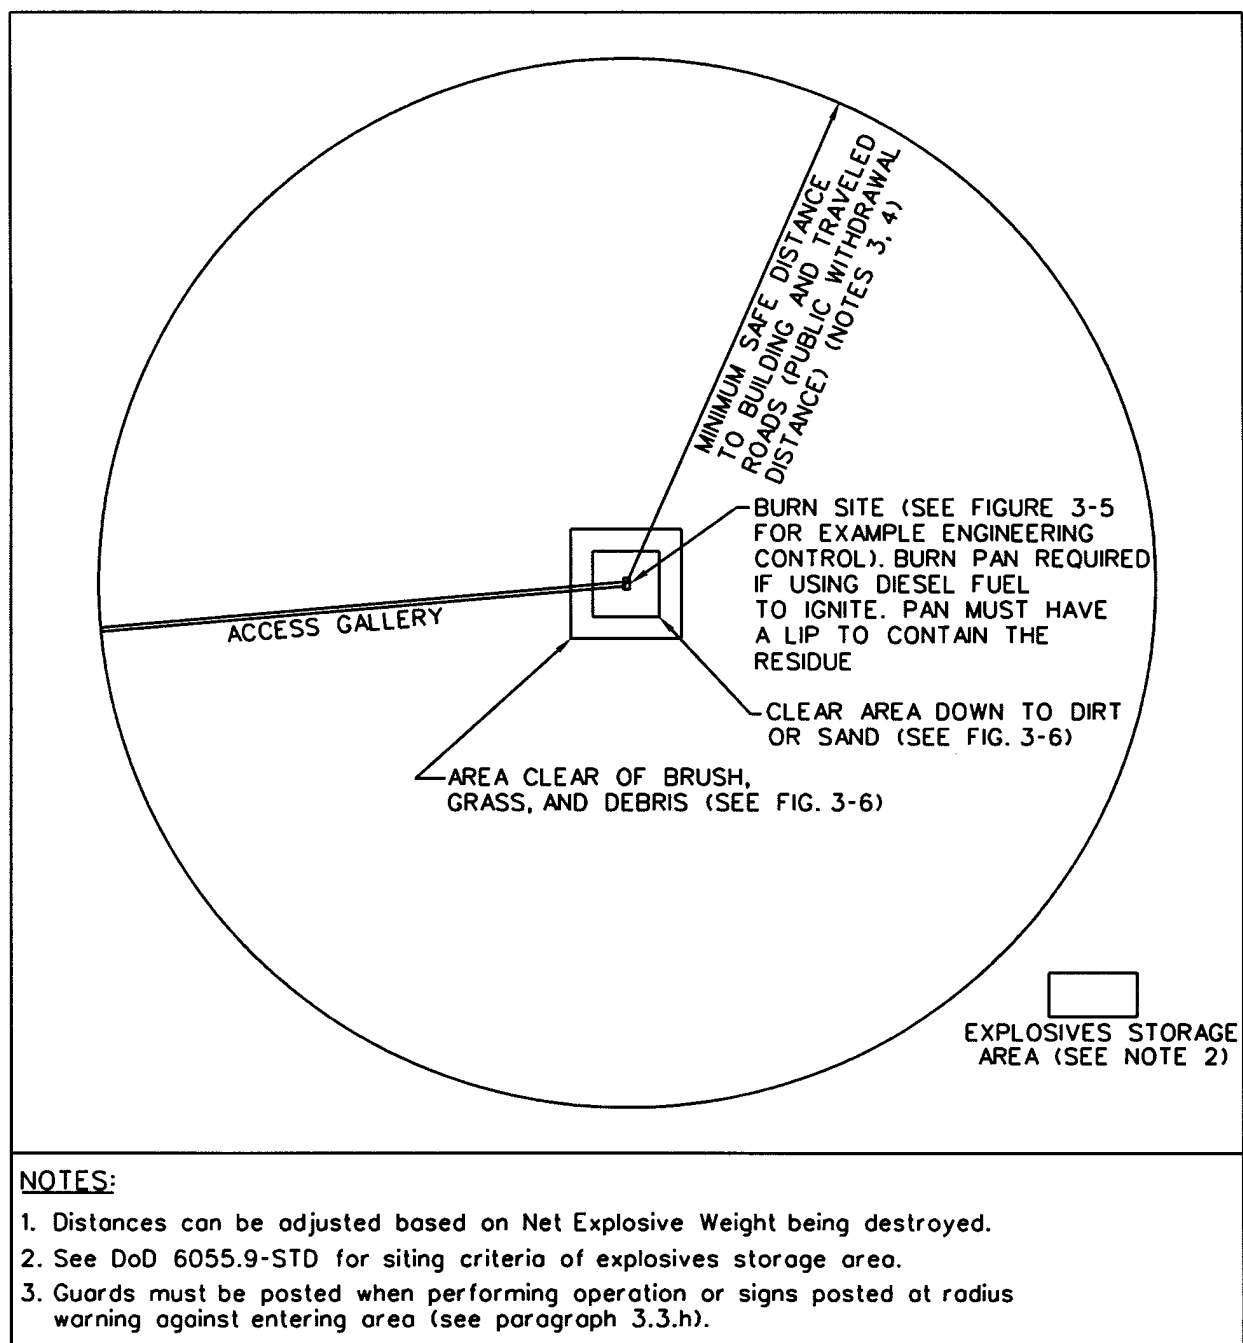 MINIMUM SAFE DISTANCE
TO BUILDING AND TRAVELED
ROADS (PUBLIC WITHDRAWAL
DISTANCE) (NOTES 3, 4)
BURN SITE (SEE FIGURE 3-5
FOR EXAMPLE ENGINEERING
CONTROL). BURN PAN REQUIRED
IF USING DIESEL FUEL
TO IGNITE. PAN MUST HAVE
A LIP TO CONTAIN THE
RESIDUE
ACCESS GALLERY
CLEAR AREA DOWN TO DIRT
OR SAND (SEE FIG. 3-6)
AREA CLEAR OF BRUSH,
GRASS, AND DEBRIS (SEE FIG. 3-6)
EXPLOSIVES STORAGE
AREA (SEE NOTE 2)
NOTES:
1. Distances can be adjusted based on Net Explosive Weight being destroyed.
2. See DoD 6055.9-STD for siting criteria of explosives storage area.
3. Guards must be posted when performing operation or signs posted at radius
warning against entering area (see paragraph 3.3.h).